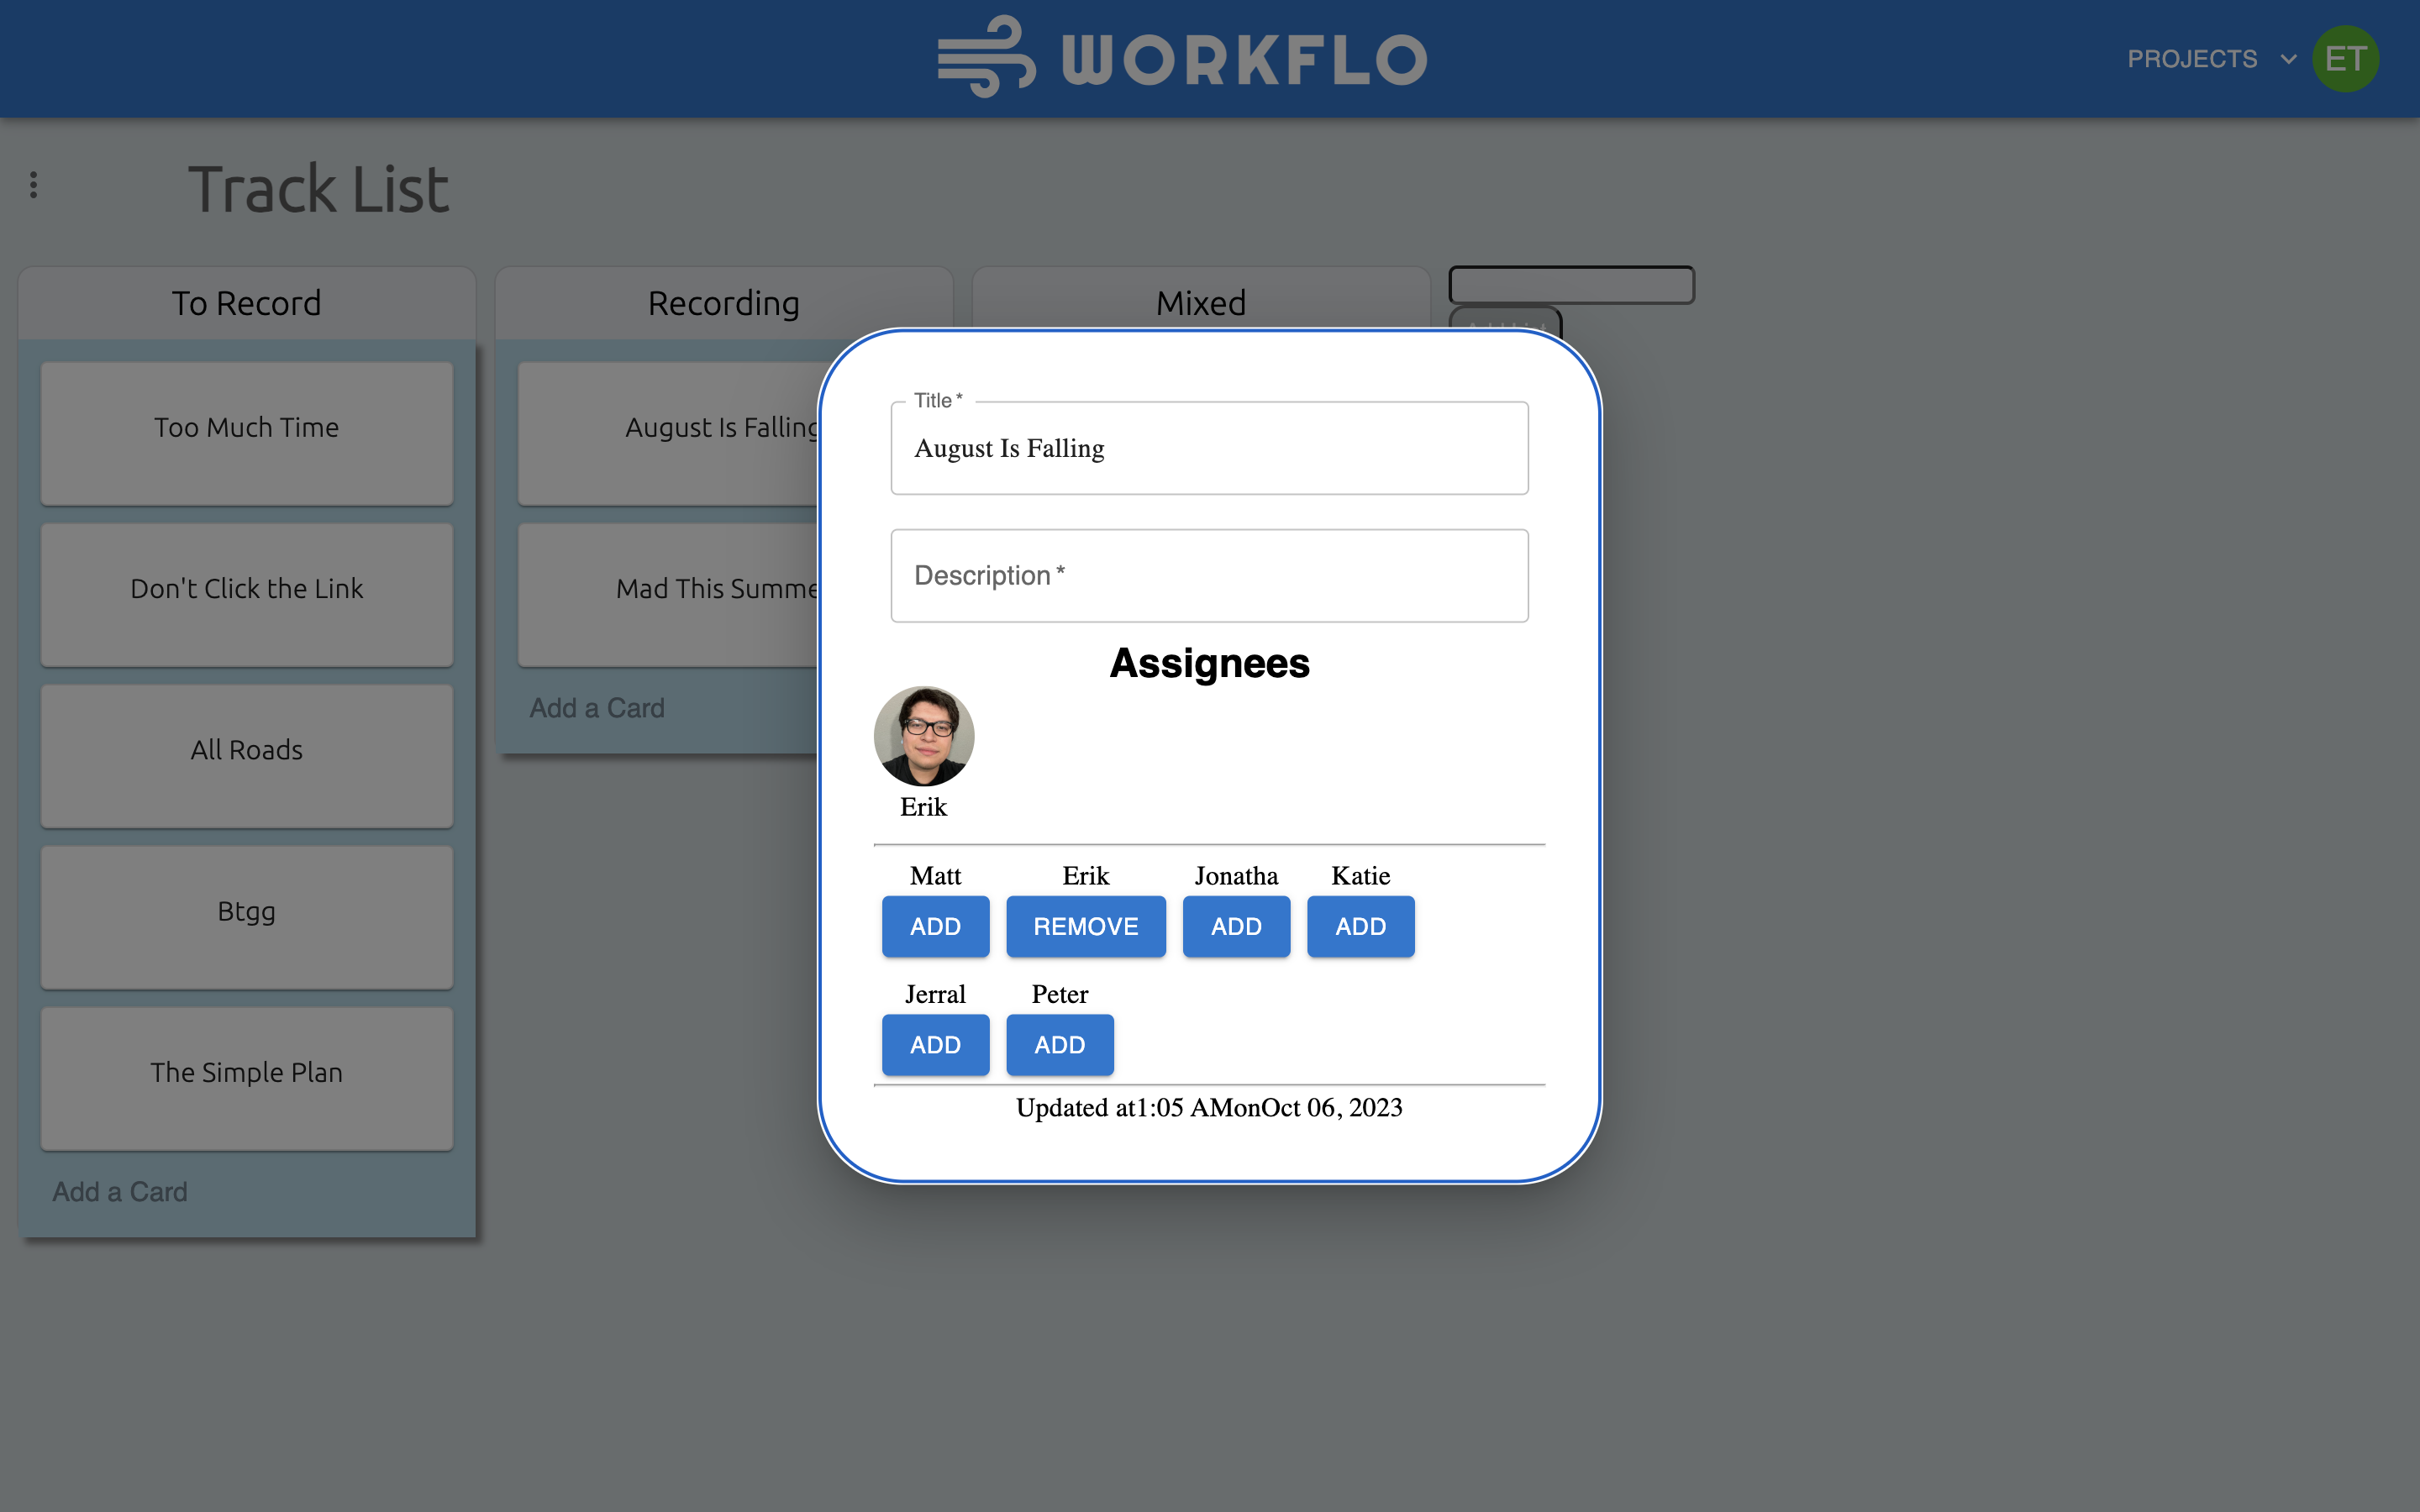 WORKFLO
PROJECTS
ET
Track List
To Record
Too Much Time
Don't Click the Link
All Roads
Btgg
The Simple Plan
Add a Card
Recording
August Is Falling
Mad This Summe
Add a Card
Mixed
Title *
August Is Falling
Description *
Assignees
Erik
Matt Erik Jonatha Katie
ADD REMOVE ADD ADD
Jerral Peter
ADD ADD
Updated at1:05 AMonOct 06, 2023